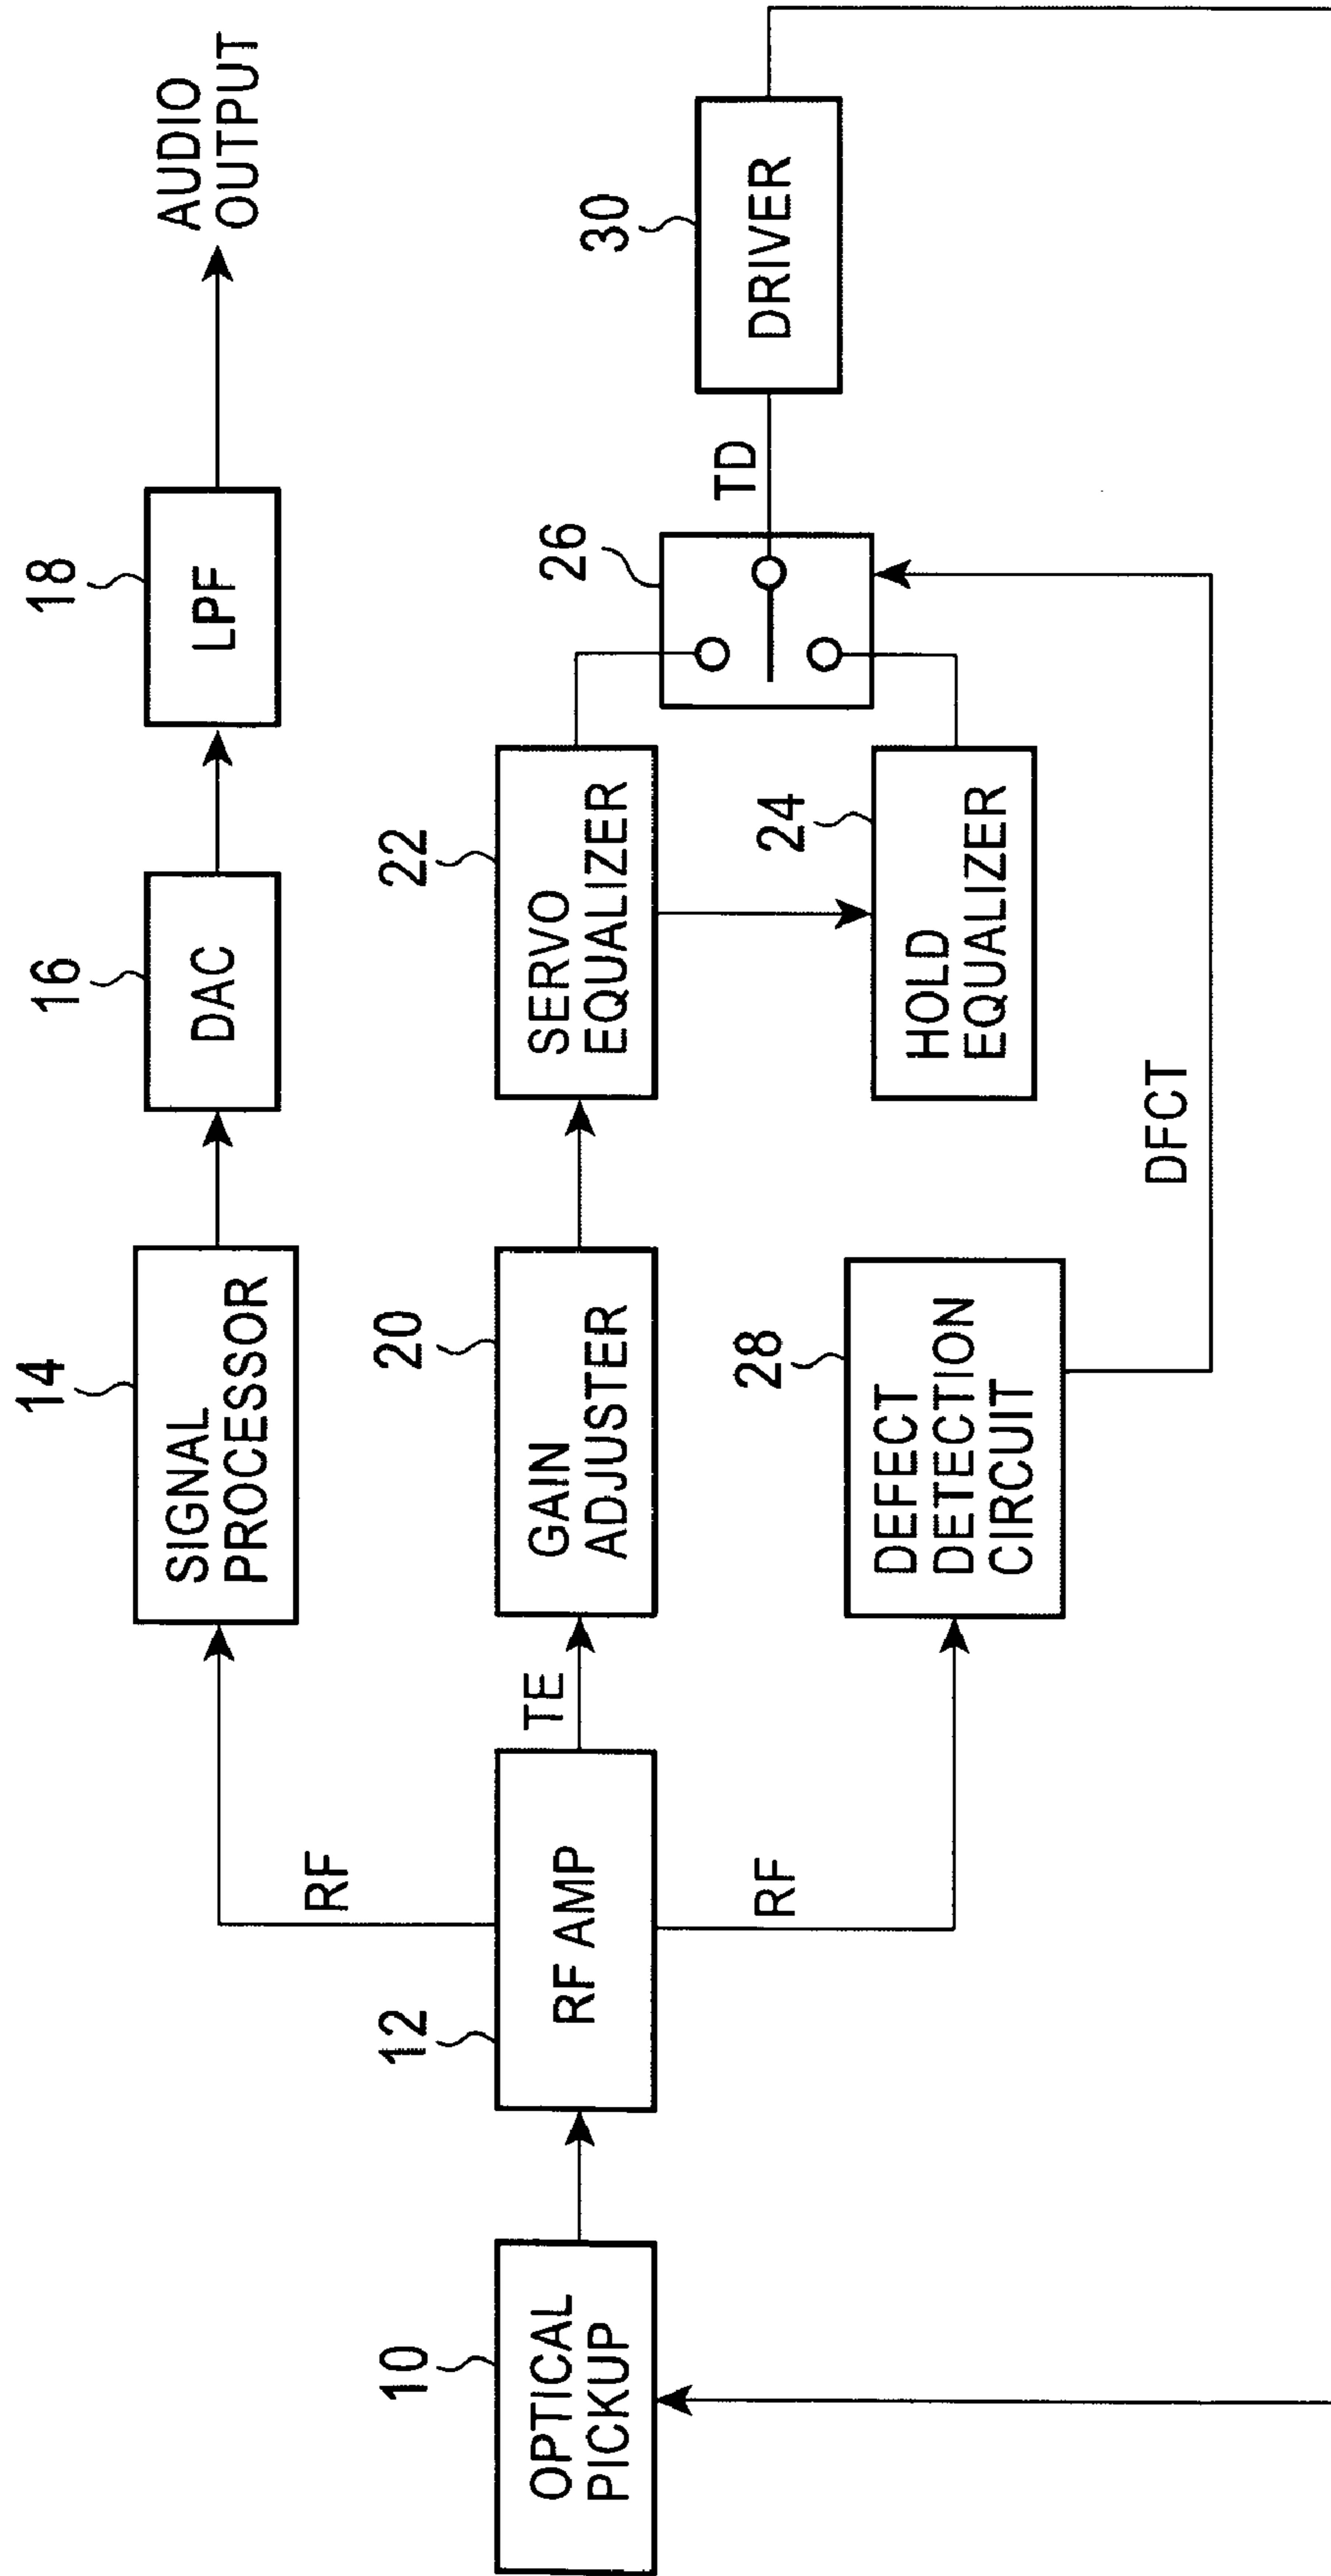 14
SIGNAL
PROCESSOR
16
DAC
18
LPF
AUDIO
OUTPUT
RF
10
OPTICAL
PICKUP
12
RF AMP
TE
20
GAIN
ADJUSTER
22
SERVO
EQUALIZER
26
TD
30
DRIVER
RF
28
DEFECT
DETECTION
CIRCUIT
24
HOLD
EQUALIZER
DFCT